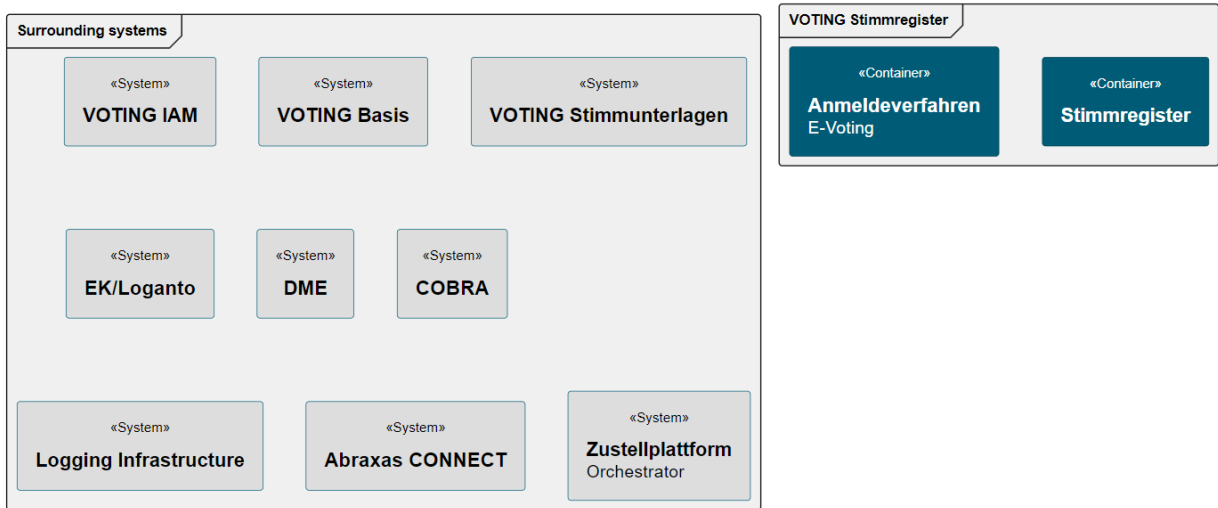 Surrounding systems
«System»
VOTING IAM
«System»
VOTING Basis
«System»
VOTING Stimmunterlagen
«System»
EK/Loganto
«System»
DME
«System»
COBRA
«System»
Logging Infrastructure
«System»
Abraxas CONNECT
«System»
Zustellplattform
Orchestrator
VOTING Stimmregister
«Container»
Anmeldeverfahren
E-Voting
«Container»
Stimmregister